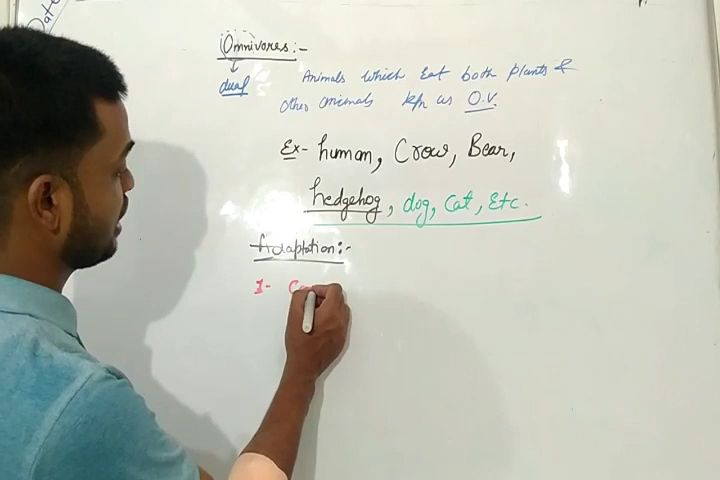 Date
Omnivores:-
dual
Animals which Eat both plants &
other animals kn as O.V.
Ex- human, Crow, Bear,
hedgehog, dog, Cat, Etc.
Adaptation:-
1-